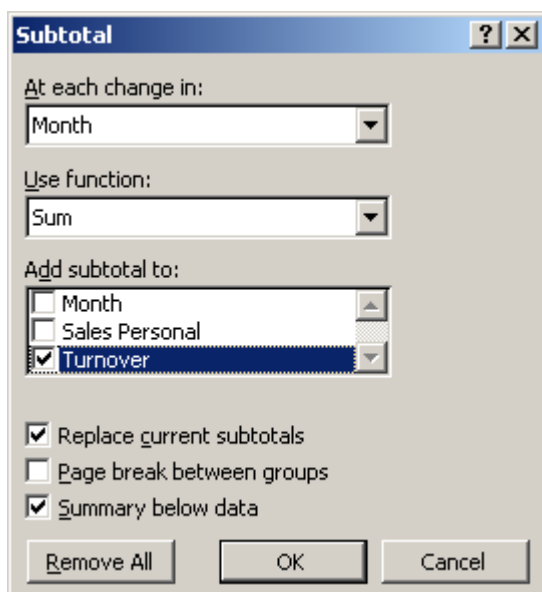 Subtotal
At each change in:
Month
Use function:
Sum
Add subtotal to:
Month
Sales Personal
Turnover
Replace current subtotals
Page break between groups
Summary below data
Remove All OK Cancel